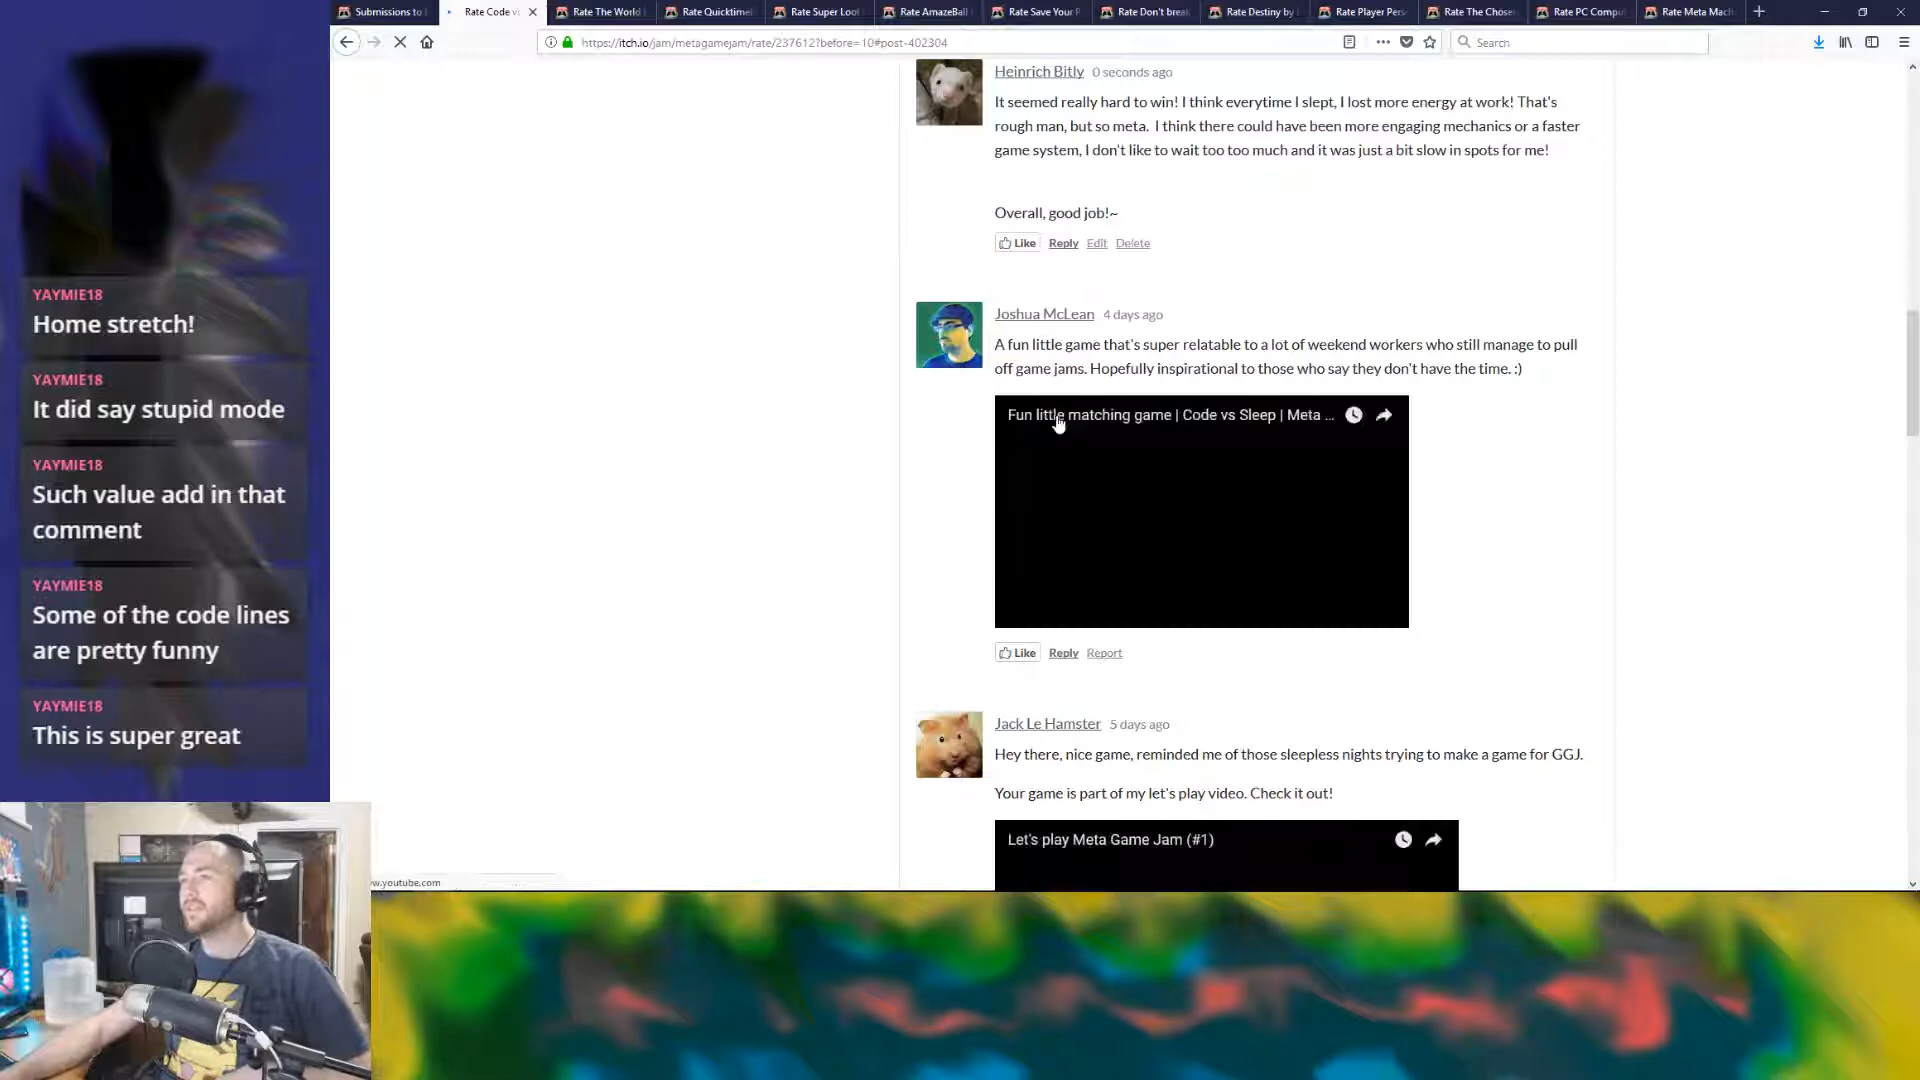 Submissions to
Rate Code v
Rate The World
Rate Quicktime
Rate Super Loot
Rate AmazeBall
Rate Save Your P
Rate Don't break
Rate Destiny by
Rate Player Pers
Rate The Chosen
Rate PC Compu
Rate Meta Mach
https://itch.io/jam/metagamejam/rate/237612?before=10#post-402304
Search
Heinrich Bitly 0 seconds ago
It seemed really hard to win! I think everytime I slept, I lost more energy at work! That's
rough man, but so meta. I think there could have been more engaging mechanics or a faster
game system, I don't like to wait too too much and it was just a bit slow in spots for me!
Overall, good job!~
Like Reply Edit Delete
Joshua McLean 4 days ago
A fun little game that's super relatable to a lot of weekend workers who still manage to pull
off game jams. Hopefully inspirational to those who say they don't have the time. :)
Fun little matching game | Code vs Sleep | Meta ...
Like Reply Report
Jack Le Hamster 5 days ago
Hey there, nice game, reminded me of those sleepless nights trying to make a game for GGJ.
Your game is part of my let's play video. Check it out!
Let's play Meta Game Jam (#1)
w.youtube.com
YAYMIE18
Home stretch!
YAYMIE18
It did say stupid mode
YAYMIE18
Such value add in that
comment
YAYMIE18
Some of the code lines
are pretty funny
YAYMIE18
This is super great